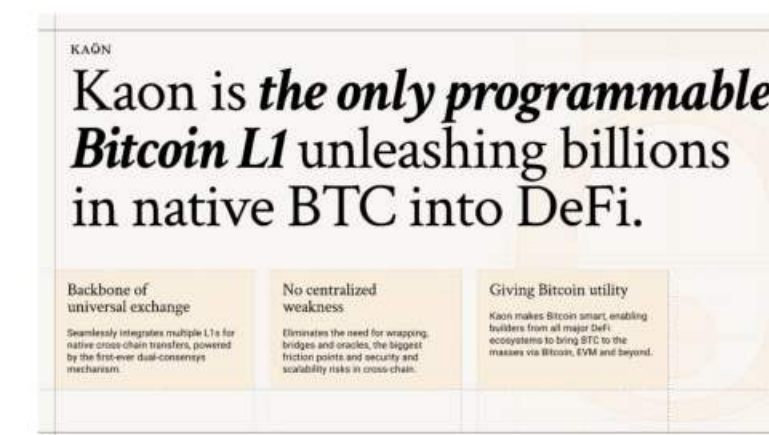 KAŌN
Kaon is the only programmable
Bitcoin L1 unleashing billions
in native BTC into DeFi.
Backbone of
universal exchange
Seamlessly integrates multiple L1s for
native cross-chain transfers, powered
by the first-ever dual-consensys
mechanism.
No centralized
weakness
Eliminates the need for wrapping,
bridges and oracles, the biggest
friction points and security and
scalability risks in cross-chain.
Giving Bitcoin utility
Kaon makes Bitcoin smart, enabling
builders from all major DeFi
ecosystems to bring BTC to the
masses via Bitcoin, EVM and beyond.